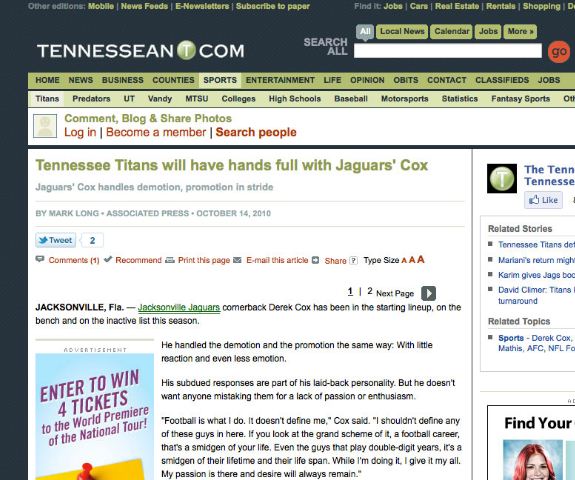 Other editions: Mobile | News Feeds | E-Newsletters | Subscribe to paper
Find it: Jobs | Cars | Real Estate | Rentals | Shopping |
TENNESSEAN T COM
SEARCH ALL
All Local News Calendar Jobs More »
go
HOME NEWS BUSINESS COUNTIES SPORTS ENTERTAINMENT LIFE OPINION OBITS CONTACT CLASSIFIEDS JOBS
Titans Predators UT Vandy MTSU Colleges High Schools Baseball Motorsports Statistics Fantasy Sports Oth
Comment, Blog & Share Photos
Log in | Become a member | Search people
Tennessee Titans will have hands full with Jaguars' Cox
Jaguars' Cox handles demotion, promotion in stride
BY MARK LONG • ASSOCIATED PRESS • OCTOBER 14, 2010
Tweet 2
Comments (1) Recommend Print this page E-mail this article Share ? Type Size A A A
1 | 2 Next Page
JACKSONVILLE, Fla. — Jacksonville Jaguars cornerback Derek Cox has been in the starting lineup, on the
bench and on the inactive list this season.
He handled the demotion and the promotion the same way: With little
reaction and even less emotion.
His subdued responses are part of his laid-back personality. But he doesn't
want anyone mistaking them for a lack of passion or enthusiasm.
"Football is what I do. It doesn't define me," Cox said. "I shouldn't define any
of these guys in here. If you look at the grand scheme of it, a football career,
that's a smidgen of your life. Even the guys that play double-digit years, it's a
smidgen of their lifetime and their life span. While I'm doing it, I give it my all.
My passion is there and desire will always remain."
ADVERTISEMENT
ENTER TO WIN
4 TICKETS
to the World Premiere
of the National Tour!
T
The Tenn
Tennesse
Like
Related Stories
Tennessee Titans def
Mariani's return might
Karim gives Jags boo
David Climer: Titans
turnaround
Related Topics
Sports - Derek Cox,
Mathis, AFC, NFL Fo
AD
Find Your